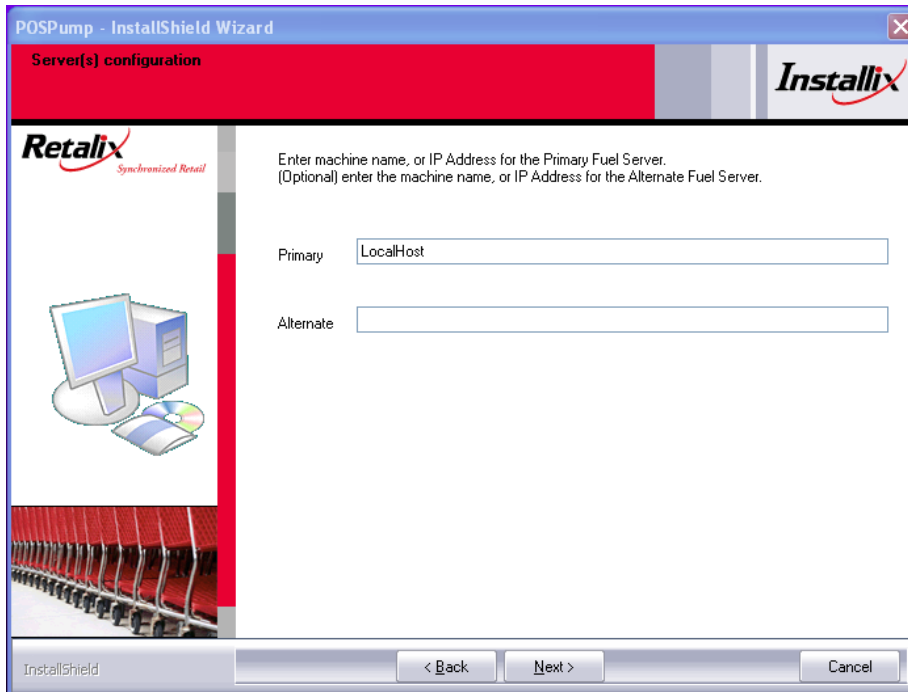 POSPump - InstallShield Wizard
Server(s) configuration
Installix
Retalix
Synchronized Retail
Enter machine name, or IP Address for the Primary Fuel Server.
(Optional) enter the machine name, or IP Address for the Alternate Fuel Server.
Primary
LocalHost
Alternate
InstallShield
< Back
Next >
Cancel